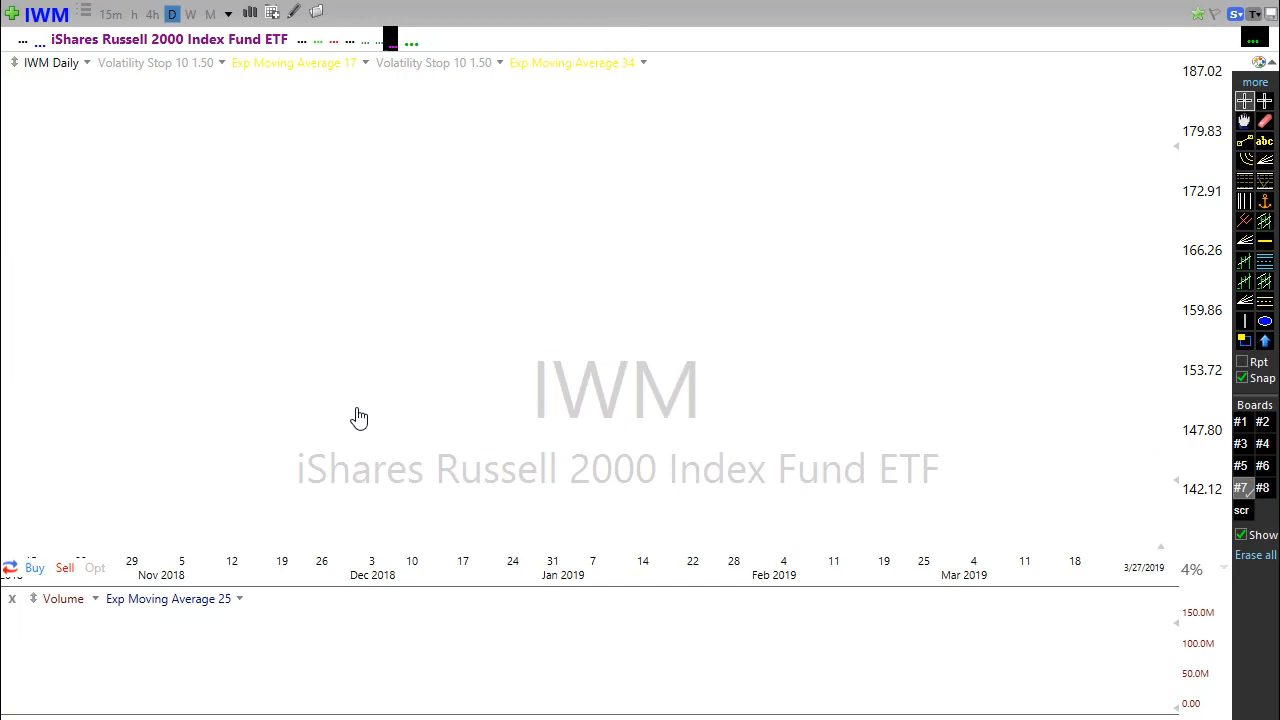 IWM 15m h 4h D W M S T
... ... iShares Russell 2000 Index Fund ETF ... ... ... ... ... ... ... ... ...
IWM Daily Volatility Stop 10 1.50 Exp Moving Average 17 Volatility Stop 10 1.50 Exp Moving Average 34
187.02
more
179.83
abc
172.91
166.26
159.86
IWM
Rpt
153.72
Snap
Boards
#1 #2
147.80
#3 #4
iShares Russell 2000 Index Fund ETF
#5 #6
142.12
#7 #8
scr
Show
Erase all
29 5 12 19 26 3 10 17 24 31 7 14 22 28 4 11 19 25 4 11 18
Buy Sell Opt
Nov 2018 Dec 2018 Jan 2019 Feb 2019 Mar 2019 3/27/2019 4%
X Volume Exp Moving Average 25
150.0M
100.0M
50.0M
0.00